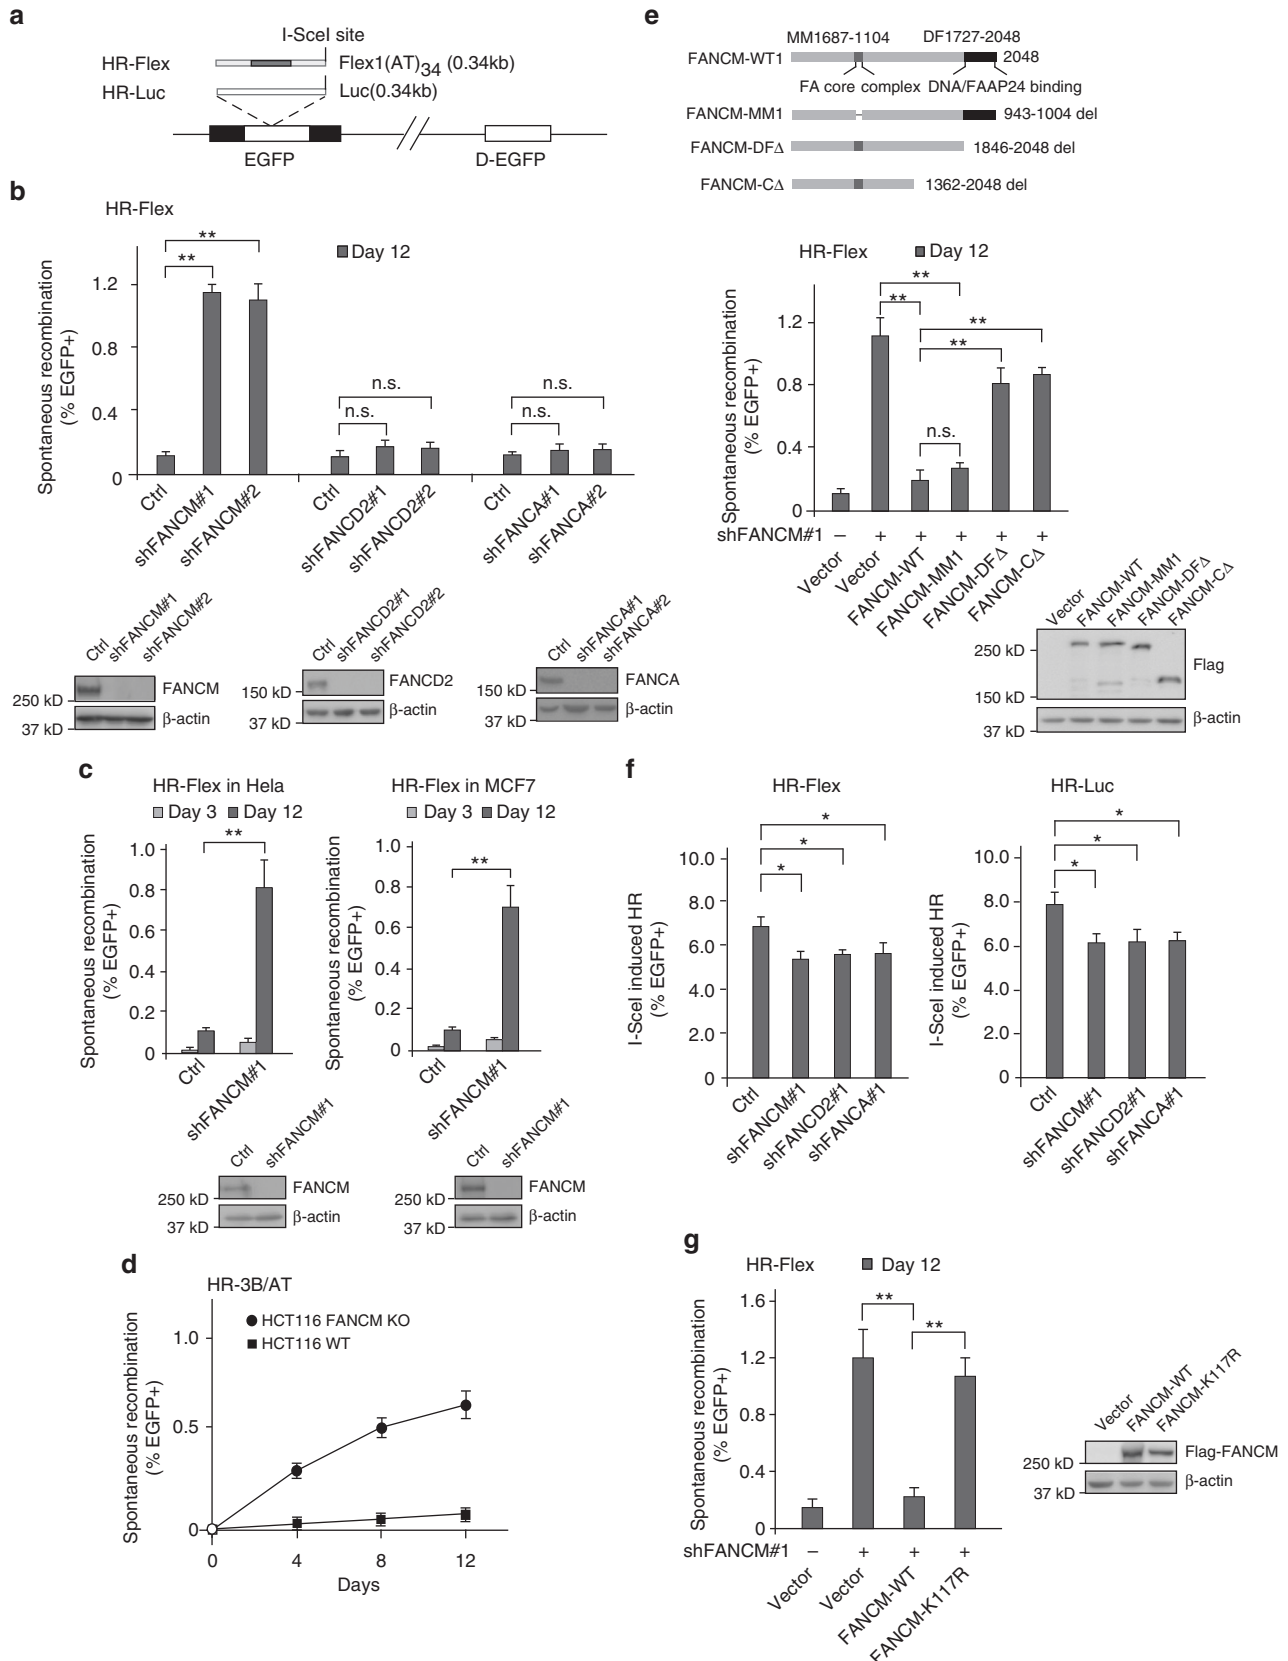 a
I-SceI site
HR-Flex
Flex1(AT)34 (0.34kb)
HR-Luc
Luc(0.34kb)
EGFP
D-EGFP
b
HR-Flex
** **
Day 12
Spontaneous recombination
(% EGFP+)
1.2
0.8
0.4
0
n.s.
n.s.
n.s.
n.s.
Ctrl
shFANCM#1
shFANCM#2
Ctrl
shFANCD2#1
shFANCD2#2
Ctrl
shFANCA#1
shFANCA#2
Ctrl
shFANCM#1
shFANCM#2
250 kD
FANCM
37 kD
β-actin
Ctrl
shFANCD2#1
shFANCD2#2
150 kD
FANCD2
37 kD
β-actin
Ctrl
shFANCA#1
shFANCA#2
150 kD
FANCA
37 kD
β-actin
c
HR-Flex in Hela
Day 3 Day 12
**
Spontaneous recombination
(% EGFP+)
1.0
0.8
0.6
0.4
0.2
0
Ctrl
shFANCM#1
Ctrl
shFANCM#1
250 kD
FANCM
37 kD
β-actin
HR-Flex in MCF7
Day 3 Day 12
**
Spontaneous recombination
(% EGFP+)
1.0
0.8
0.6
0.4
0.2
0
Ctrl
shFANCM#1
Ctrl
shFANCM#1
250 kD
FANCM
37 kD
β-actin
d
HR-3B/AT
HCT116 FANCM KO
HCT116 WT
Spontaneous recombination
(% EGFP+)
1.0
0.5
0
0 4 8 12
Days
e
MM1687-1104 DF1727-2048
FANCM-WT1
2048
FA core complex DNA/FAAP24 binding
FANCM-MM1
943-1004 del
FANCM-DFΔ
1846-2048 del
FANCM-CΔ
1362-2048 del
HR-Flex
Day 12
Spontaneous recombination
(% EGFP+)
1.2
0.8
0.4
0
**
**
**
**
n.s.
shFANCM#1 – + + + + +
Vector
Vector
FANCM-WT
FANCM-MM1
FANCM-DFΔ
FANCM-CΔ
Vector
FANCM-WT
FANCM-MM1
FANCM-DFΔ
FANCM-CΔ
250 kD
Flag
150 kD
37 kD
β-actin
f
HR-Flex
* * *
I-SceI induced HR
(% EGFP+)
10.0
8.0
6.0
4.0
2.0
0
Ctrl
shFANCM#1
shFANCD2#1
shFANCA#1
HR-Luc
* * *
I-SceI induced HR
(% EGFP+)
10.0
8.0
6.0
4.0
2.0
0
Ctrl
shFANCM#1
shFANCD2#1
shFANCA#1
g
HR-Flex
Day 12
** **
Spontaneous recombination
(% EGFP+)
1.6
1.2
0.8
0.4
0
shFANCM#1 – + + +
Vector
Vector
FANCM-WT
FANCM-K117R
Vector
FANCM-WT
FANCM-K117R
250 kD
Flag-FANCM
37 kD
β-actin